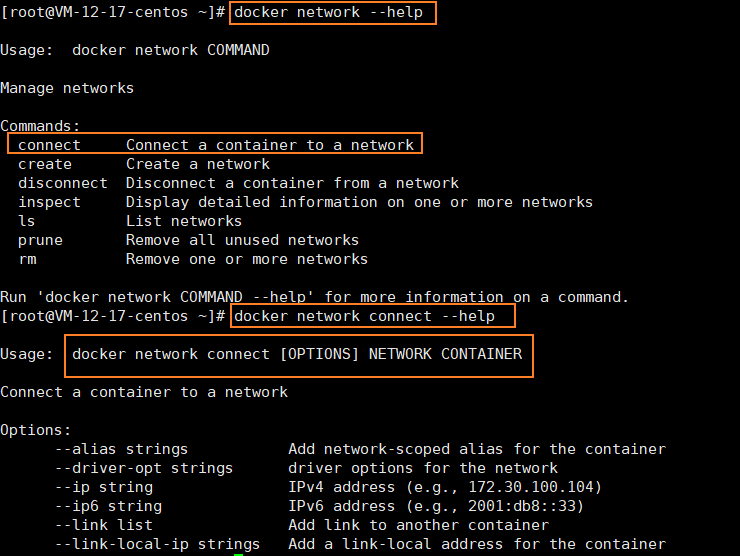 [root@VM-12-17-centos ~]# docker network --help
Usage:  docker network COMMAND
Manage networks
Commands:
  connect     Connect a container to a network
  create      Create a network
  disconnect  Disconnect a container from a network
  inspect     Display detailed information on one or more networks
  ls          List networks
  prune       Remove all unused networks
  rm          Remove one or more networks
Run 'docker network COMMAND --help' for more information on a command.
[root@VM-12-17-centos ~]# docker network connect --help
Usage:  docker network connect [OPTIONS] NETWORK CONTAINER
Connect a container to a network
Options:
      --alias strings           Add network-scoped alias for the container
      --driver-opt strings      driver options for the network
      --ip string               IPv4 address (e.g., 172.30.100.104)
      --ip6 string              IPv6 address (e.g., 2001:db8::33)
      --link list               Add link to another container
      --link-local-ip strings   Add a link-local address for the container